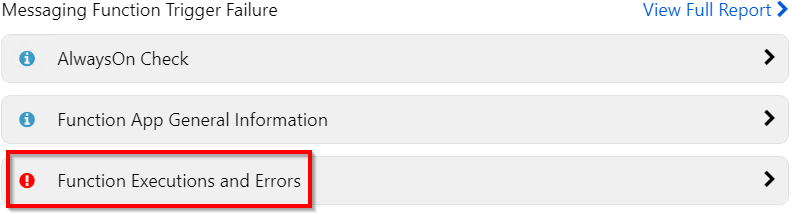 Messaging Function Trigger Failure View Full Report
AlwaysOn Check
Function App General Information
Function Executions and Errors